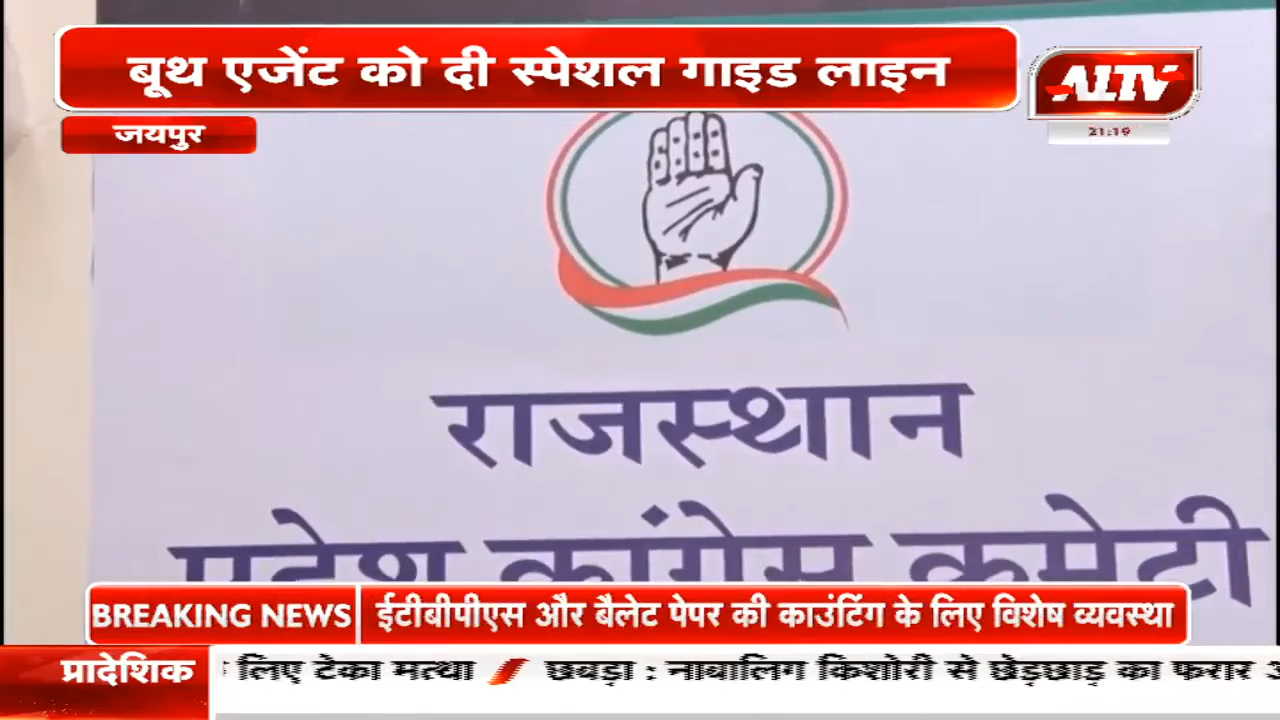 बूथ एजेंट को दी स्पेशल गाइड लाइन
ALTV
21:19
जयपुर
राजस्थान
प्रदेश कांग्रेस कमेटी
BREAKING NEWS
ईटीबीपीएस और बैलेट पेपर की काउंटिंग के लिए विशेष व्यवस्था
प्रादेशिक
लिए टेका मत्था
छबड़ा : नाबालिग किशोरी से छेड़छाड़ का फरार